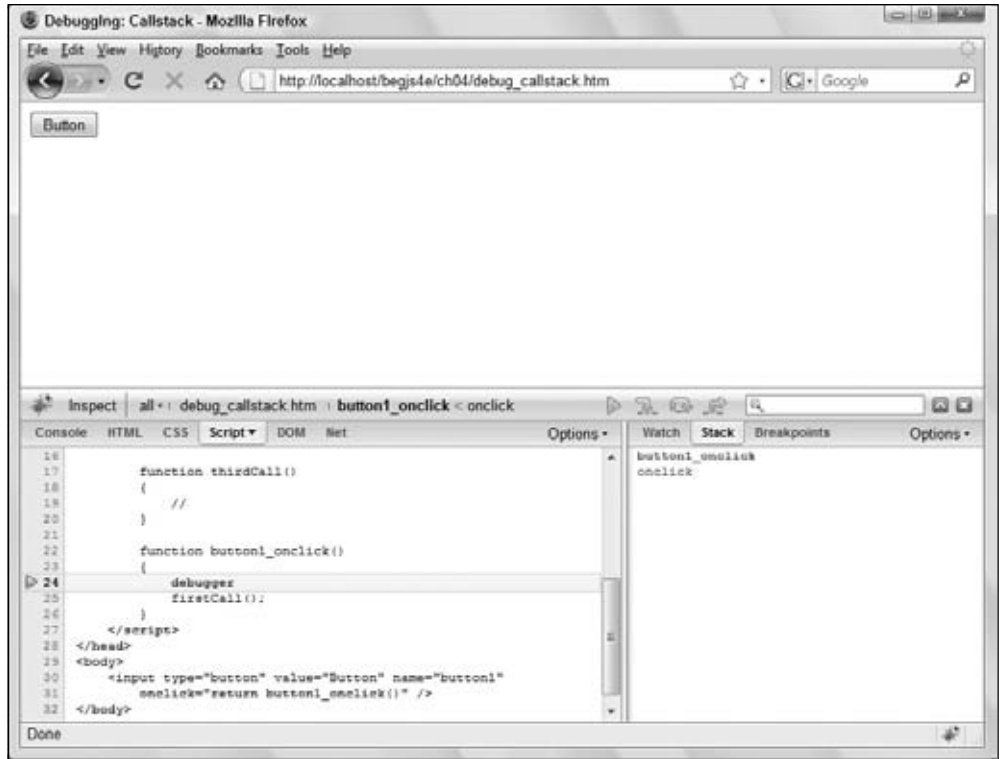 Debugging: Callstack - Mozilla Firefox
File Edit View History Bookmarks Tools Help
http://localhost/begjs4e/ch04/debug_callstack.htm
Google
Button
Inspect all debug_callstack.htm button1_onclick < onclick
Console HTML CSS Script DOM Net Options
Watch Stack Breakpoints Options
button1_onclick
onclick
16
17 function thirdCall()
18 {
19 //
20 }
21
22 function button1_onclick()
23 {
24 debugger
25 firstCall();
26 }
27 </script>
28 </head>
29 <body>
30 <input type="button" value="Button" name="button1"
31 onclick="return button1_onclick()" />
32 </body>
Done